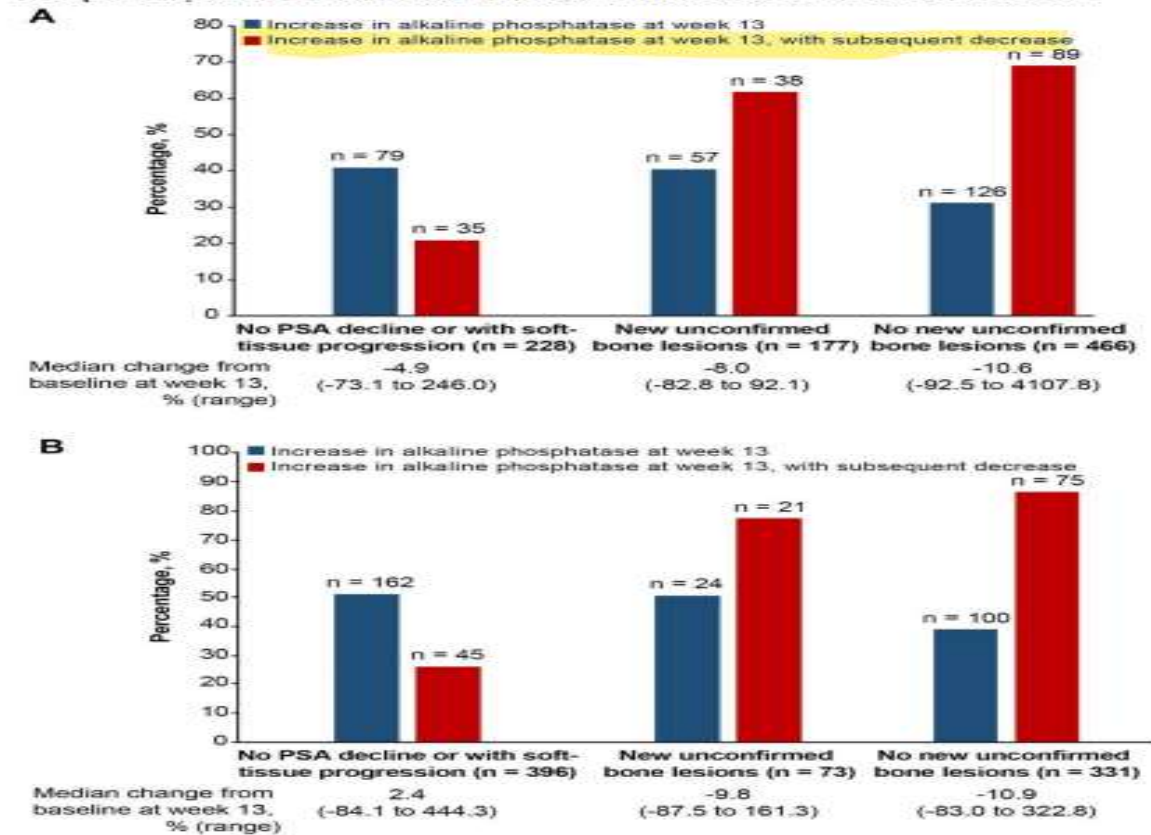 A
80
Increase in alkaline phosphatase at week 13
Increase in alkaline phosphatase at week 13, with subsequent decrease
70
60
50
40
30
20
10
0
Percentage, %
n = 79
n = 35
n = 57
n = 38
n = 126
n = 89
No PSA decline or with soft-
tissue progression (n = 228)
New unconfirmed
bone lesions (n = 177)
No new unconfirmed
bone lesions (n = 466)
Median change from
baseline at week 13,
% (range)
-4.9
(-73.1 to 246.0)
-8.0
(-82.8 to 92.1)
-10.6
(-92.5 to 4107.8)
B
100
Increase in alkaline phosphatase at week 13
Increase in alkaline phosphatase at week 13, with subsequent decrease
90
80
70
60
50
40
30
20
10
0
Percentage, %
n = 162
n = 45
n = 24
n = 21
n = 100
n = 75
No PSA decline or with soft-
tissue progression (n = 396)
New unconfirmed
bone lesions (n = 73)
No new unconfirmed
bone lesions (n = 331)
Median change from
baseline at week 13,
% (range)
2.4
(-84.1 to 444.3)
-9.8
(-87.5 to 161.3)
-10.9
(-83.0 to 322.8)